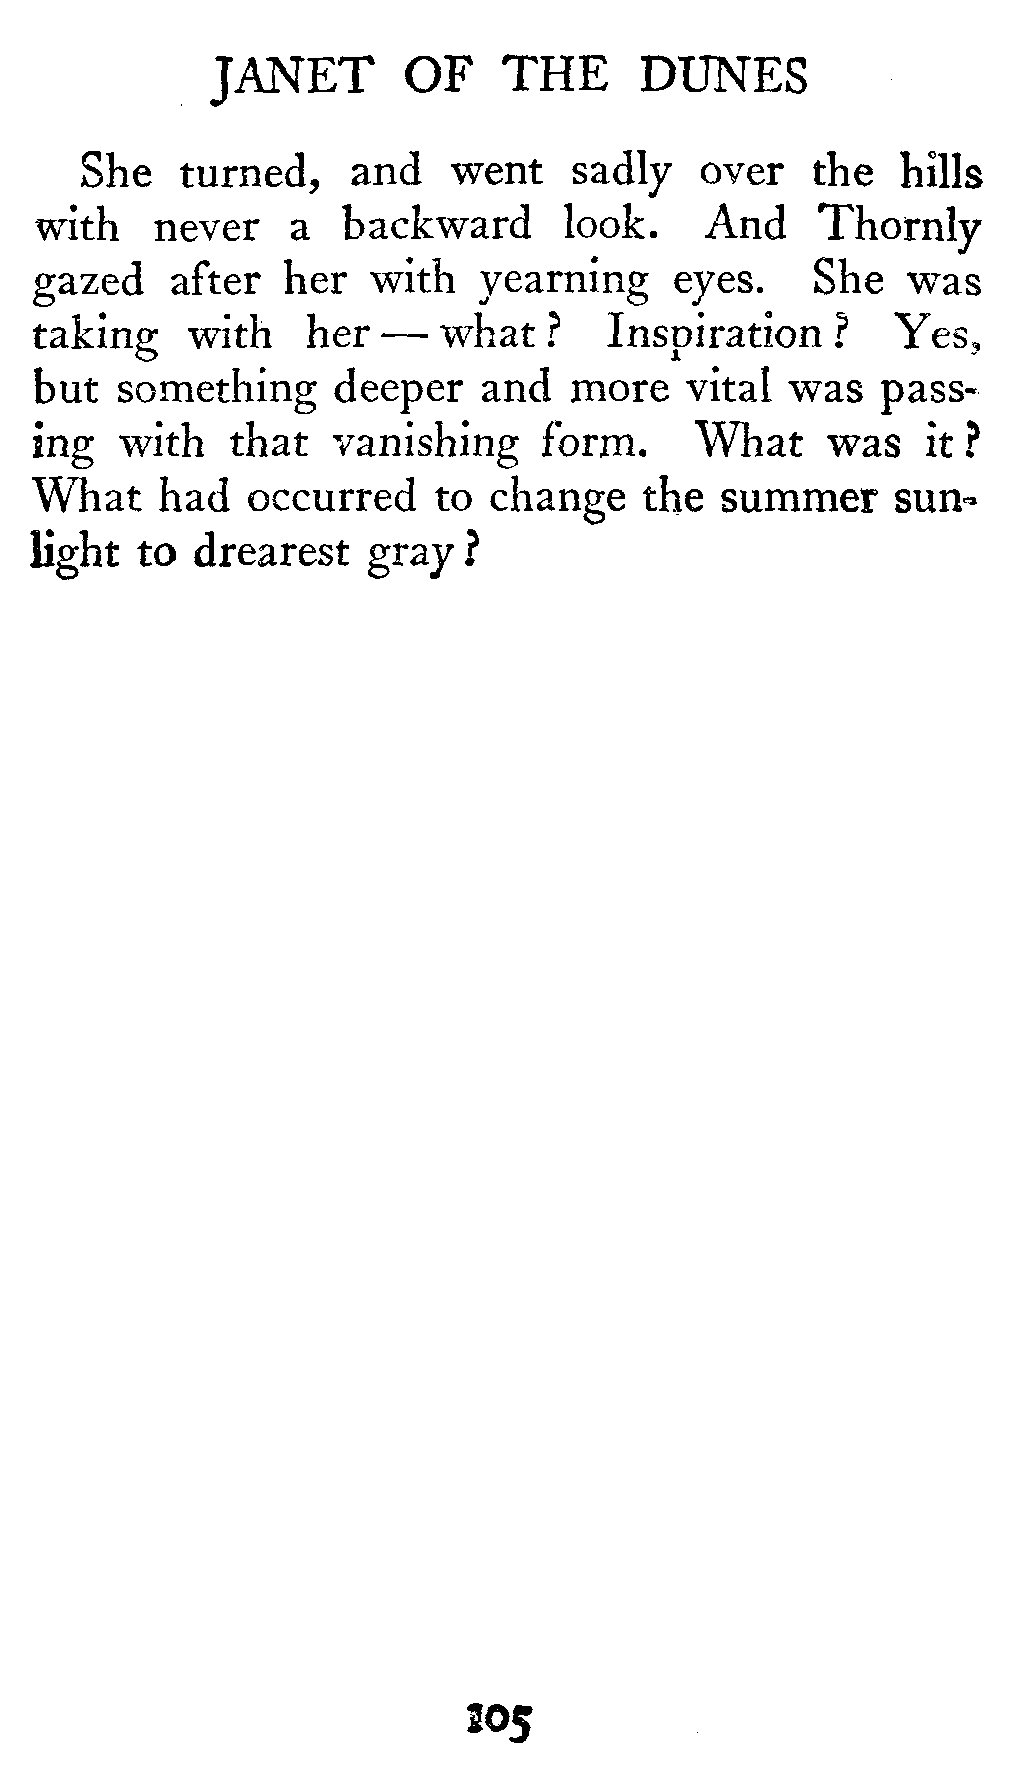 JANET OF THE DUNES
She turned, and went sadly over the hills
with never a backward look. And Thornly
gazed after her with yearning eyes. She was
taking with her — what? Inspiration? Yes,
but something deeper and more vital was pass-
ing with that vanishing form. What was it?
What had occurred to change the summer sun-
light to drearest gray?
105